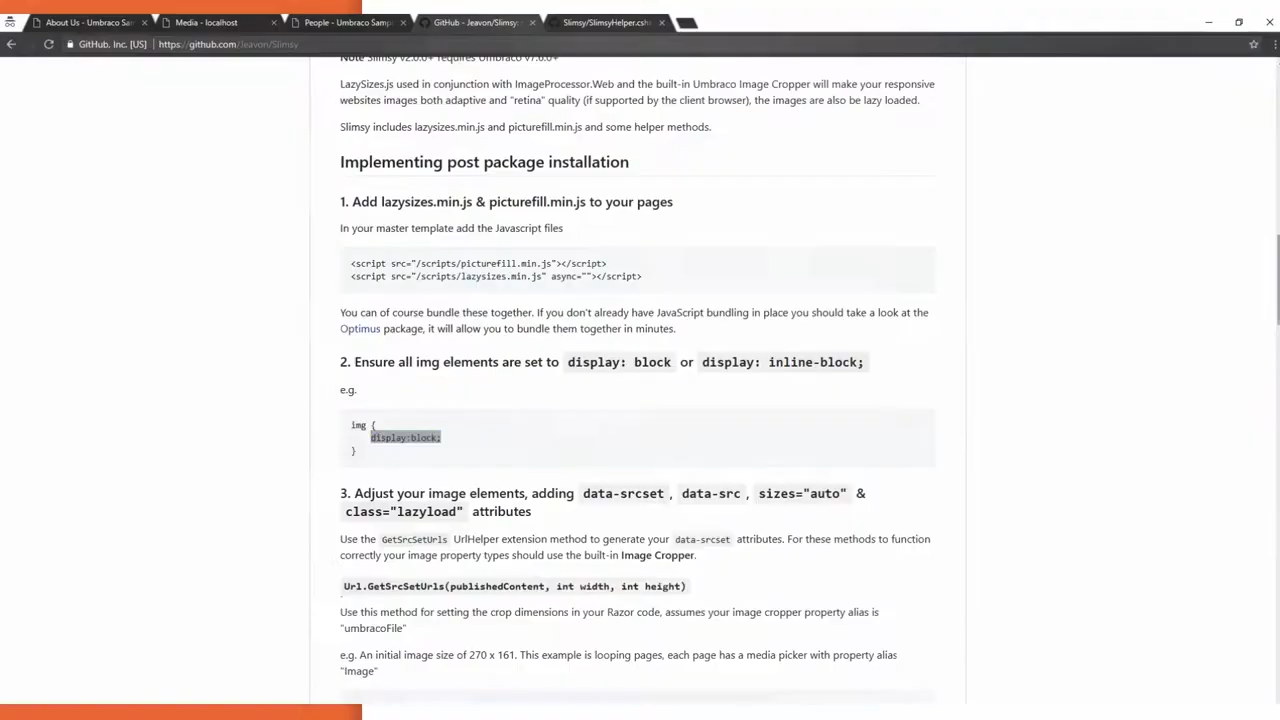 About Us - Umbraco Sam
Media - localhost
People - Umbraco Samp
GitHub - Jeavon/Slimsy:
Slimsy/SlimsyHelper.csh
GitHub, Inc. [US]
https://github.com/Jeavon/Slimsy
Note Slimsy v2.0.0+ requires Umbraco v7.6.0+
LazySizes.js used in conjunction with ImageProcessor.Web and the built-in Umbraco Image Cropper will make your responsive
websites images both adaptive and "retina" quality (if supported by the client browser), the images are also be lazy loaded.
Slimsy includes lazysizes.min.js and picturefill.min.js and some helper methods.
Implementing post package installation
1. Add lazysizes.min.js & picturefill.min.js to your pages
In your master template add the Javascript files
<script src="/scripts/picturefill.min.js"></script>
<script src="/scripts/lazysizes.min.js" async=""></script>
You can of course bundle these together. If you don't already have JavaScript bundling in place you should take a look at the
Optimus package, it will allow you to bundle them together in minutes.
2. Ensure all img elements are set to display: block or display: inline-block;
e.g.
img {
display:block;
}
3. Adjust your image elements, adding data-srcset , data-src , sizes="auto" &
class="lazyload" attributes
Use the GetSrcSetUrls UrlHelper extension method to generate your data-srcset attributes. For these methods to function
correctly your image property types should use the built-in Image Cropper.
Url.GetSrcSetUrls(publishedContent, int width, int height)
Use this method for setting the crop dimensions in your Razor code, assumes your image cropper property alias is
"umbracoFile"
e.g. An initial image size of 270 x 161. This example is looping pages, each page has a media picker with property alias
"Image"